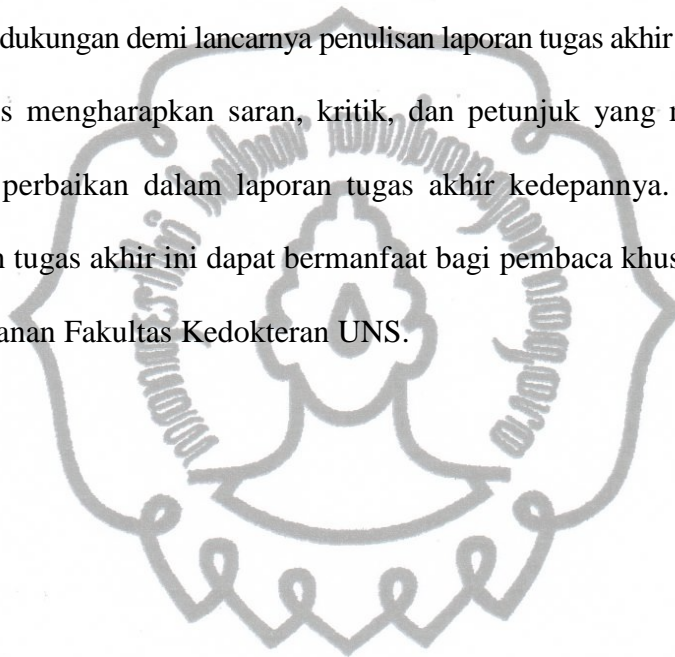 dukungan demi lancarnya penulisan laporan tugas akhir
s mengharapkan saran, kritik, dan petunjuk yang
perbaikan dalam laporan tugas akhir kedepannya.
tugas akhir ini dapat bermanfaat bagi pembaca khus
anan Fakultas Kedokteran UNS.